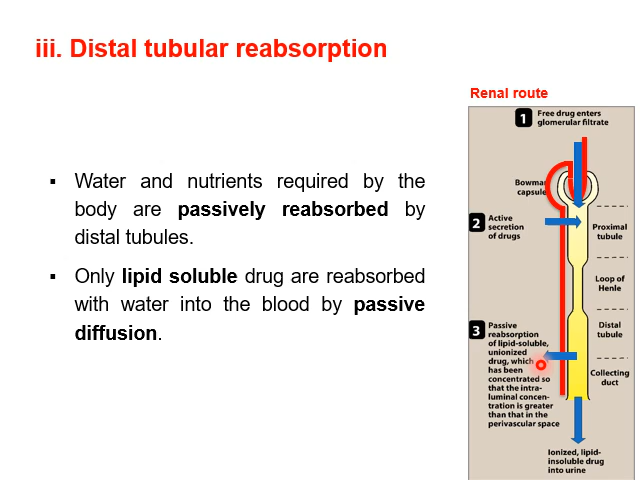 iii. Distal tubular reabsorption
▪ Water and nutrients required by the
body are passively reabsorbed by
distal tubules.
▪ Only lipid soluble drug are reabsorbed
with water into the blood by passive
diffusion.
Renal route
1 Free drug enters
glomerular filtrate
Bowman
capsule
2 Active
secretion
of drugs
Proximal
tubule
Loop of
Henle
Distal
tubule
3 Passive
reabsorption
of lipid-soluble,
unionized
drug, which
has been
concentrated so
that the intra-
luminal concen-
tration is greater
than that in the
perivascular space
Collecting
duct
Ionized, lipid-
insoluble drug
into urine